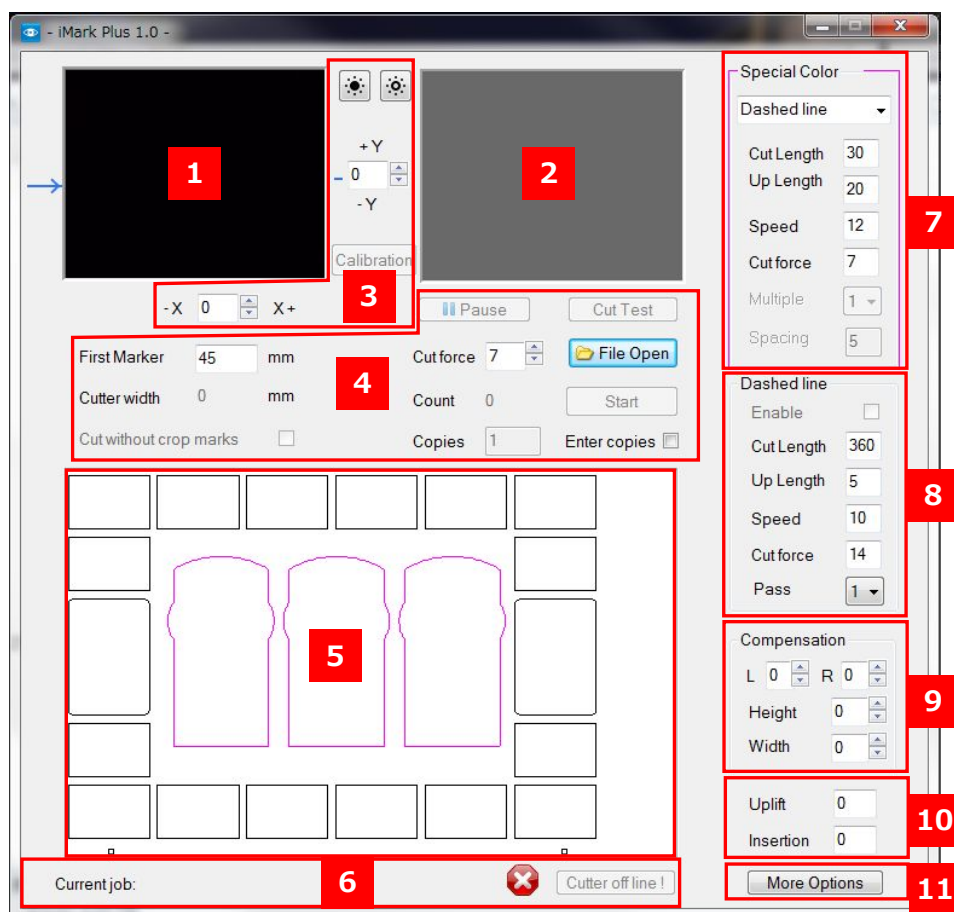 - iMark Plus 1.0 -
1
+ Y
0
- Y
Calibration
2
- X 0 X +
3
Pause
Cut Test
First Marker 45 mm
Cut force 7
File Open
Cutter width 0 mm
4
Count 0
Start
Cut without crop marks
Copies 1
Enter copies
5
Current job:
6
Cutter off line !
Special Color
Dashed line
Cut Length 30
Up Length 20
Speed 12
Cut force 7
Multiple 1
Spacing 5
7
Dashed line
Enable
Cut Length 360
Up Length 5
Speed 10
Cut force 14
Pass 1
8
Compensation
L 0 R 0
Height 0
Width 0
9
Uplift 0
Insertion 0
10
More Options
11